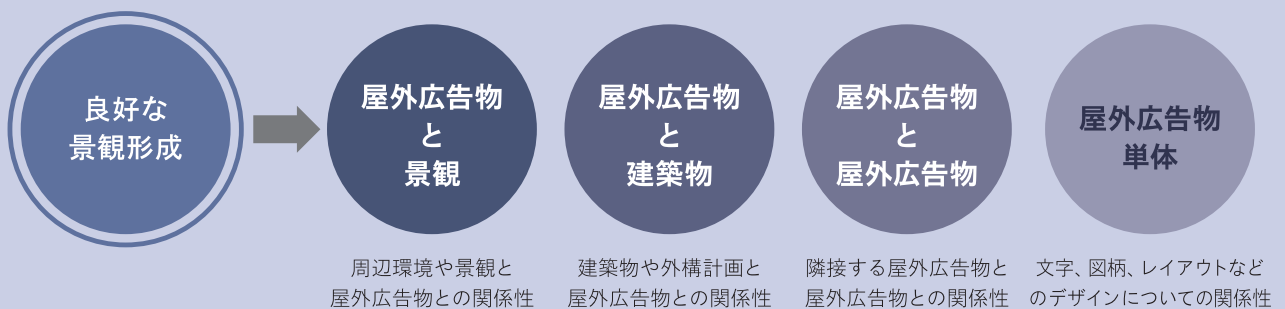 良好な
景観形成
屋外広告物
と
景観
屋外広告物
と
建築物
屋外広告物
と
屋外広告物
屋外広告物
単体
周辺環境や景観と
屋外広告物との関係性
建築物や外構計画と
屋外広告物との関係性
隣接する屋外広告物と
屋外広告物との関係性
文字、図柄、レイアウトなど
のデザインについての関係性